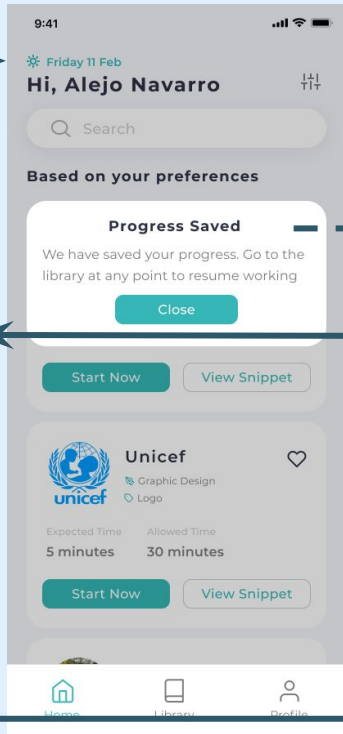 9:41
Friday 11 Feb
Hi, Alejo Navarro
Search
Based on your preferences
Progress Saved
We have saved your progress. Go to the
library at any point to resume working
Close
Start Now View Snippet
Unicef
Graphic Design
Logo
unicef
Expected Time Allowed Time
5 minutes 30 minutes
Start Now View Snippet
Home Library Profile